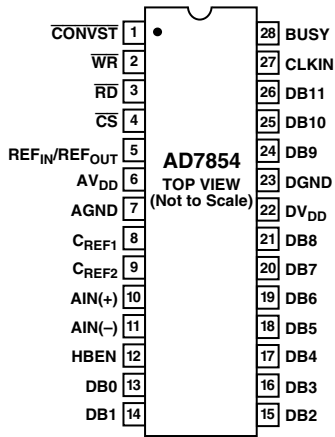 CONVST 1
WR 2
RD 3
CS 4
REFIN/REFOUT 5
AVDD 6
AGND 7
CREF1 8
CREF2 9
AIN(+) 10
AIN(–) 11
HBEN 12
DB0 13
DB1 14
AD7854
TOP VIEW
(Not to Scale)
28 BUSY
27 CLKIN
26 DB11
25 DB10
24 DB9
23 DGND
22 DVDD
21 DB8
20 DB7
19 DB6
18 DB5
17 DB4
16 DB3
15 DB2